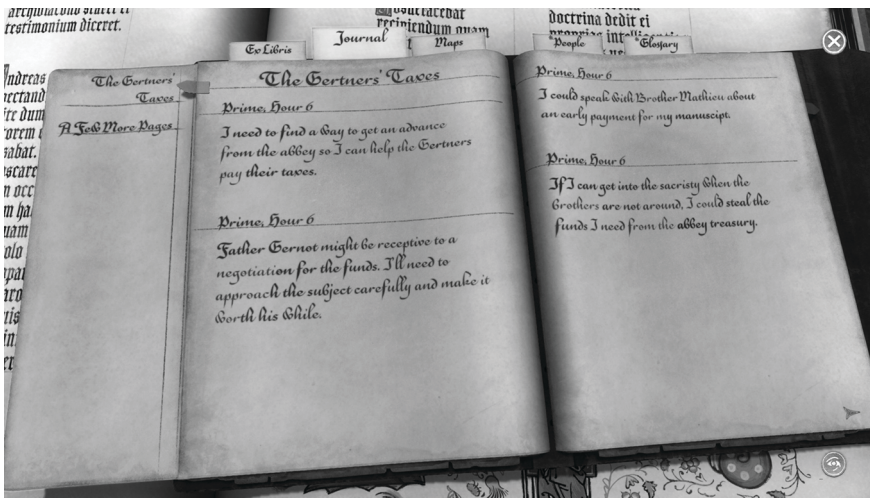 testimonium diceret.
recipiendum quam
doctrina dedit ei
Ex Libris
Journal
Maps
People
Glossary
The Gertners'
Taxes
A Few More Pages
The Gertners' Taxes
Prime, Hour 6
I need to find a way to get an advance
from the abbey so I can help the Gertners
pay their taxes.
Prime, Hour 6
Father Gernot might be receptive to a
negotiation for the funds. I'll need to
approach the subject carefully and make it
worth his while.
Prime, Hour 6
I could speak with Brother Mathieu about
an early payment for my manuscript.
Prime, Hour 6
If I can get into the sacristy when the
brothers are not around, I could steal the
funds I need from the abbey treasury.